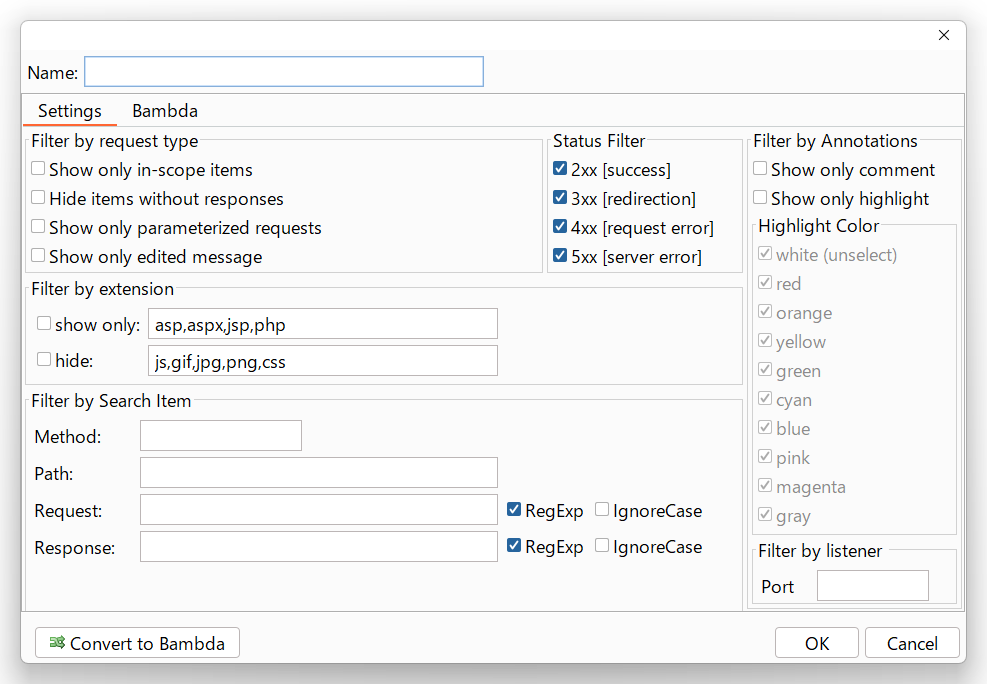 Name:
Settings Bambda
Filter by request type
Show only in-scope items
Hide items without responses
Show only parameterized requests
Show only edited message
Status Filter
2xx [success]
3xx [redirection]
4xx [request error]
5xx [server error]
Filter by Annotations
Show only comment
Show only highlight
Highlight Color
white (unselect)
red
orange
yellow
green
cyan
blue
pink
magenta
gray
Filter by listener
Port
Filter by extension
show only: asp,aspx,jsp,php
hide: js,gif,jpg,png,css
Filter by Search Item
Method:
Path:
Request: RegExp IgnoreCase
Response: RegExp IgnoreCase
Convert to Bambda OK Cancel